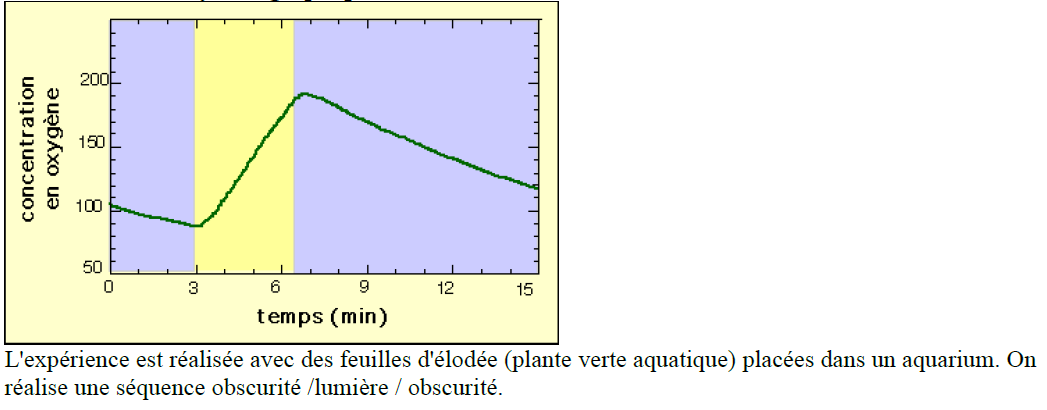 concentration
en oxygène
200
150
100
50
0 3 6 9 12 15
temps (min)
L'expérience est réalisée avec des feuilles d'élodée (plante verte aquatique) placées dans un aquarium. On
réalise une séquence obscurité /lumière / obscurité.